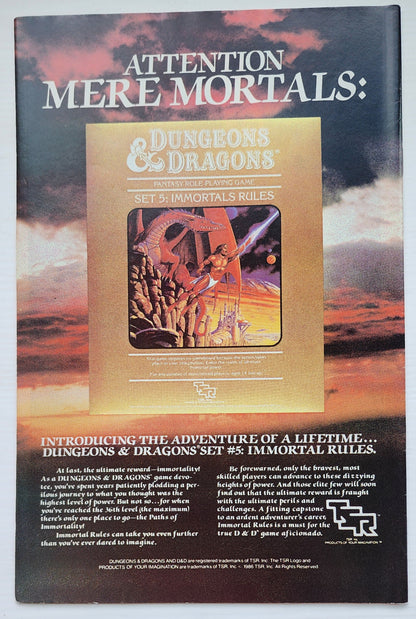 ATTENTION
MERE MORTALS:
DUNGEONS
& DRAGONS®
FANTASY ROLE-PLAYING GAME
SET 5: IMMORTALS RULES
TSR
INTRODUCING THE ADVENTURE OF A LIFETIME...
DUNGEONS & DRAGONS® SET #5: IMMORTAL RULES.
At last, the ultimate reward—immortality!
As a DUNGEONS & DRAGONS® game devo-
tee, you've spent years patiently plodding a per-
ilous journey to what you thought was the
highest level of power. But not so....for when
you've reached the 36th level (the maximum)
there's only one place to go—the Paths of
Immortality!
Immortal Rules can take you even further
than you've ever dared to imagine.
Be forewarned, only the bravest, most
skilled players can advance to these dizzying
heights of power. And those elite few will soon
find out that the ultimate reward is fraught
with the ultimate perils and
challenges. A fitting capstone
to an ardent adventurer's career,
Immortal Rules is a must for the
true D & D® game aficionado.
TSR
PRODUCTS OF YOUR IMAGINATION™
DUNGEONS & DRAGONS AND D&D are registered trademarks of TSR, Inc. The TSR Logo and
PRODUCTS OF YOUR IMAGINATION are trademarks of TSR, Inc. © 1986 TSR, Inc. All Rights Reserved.